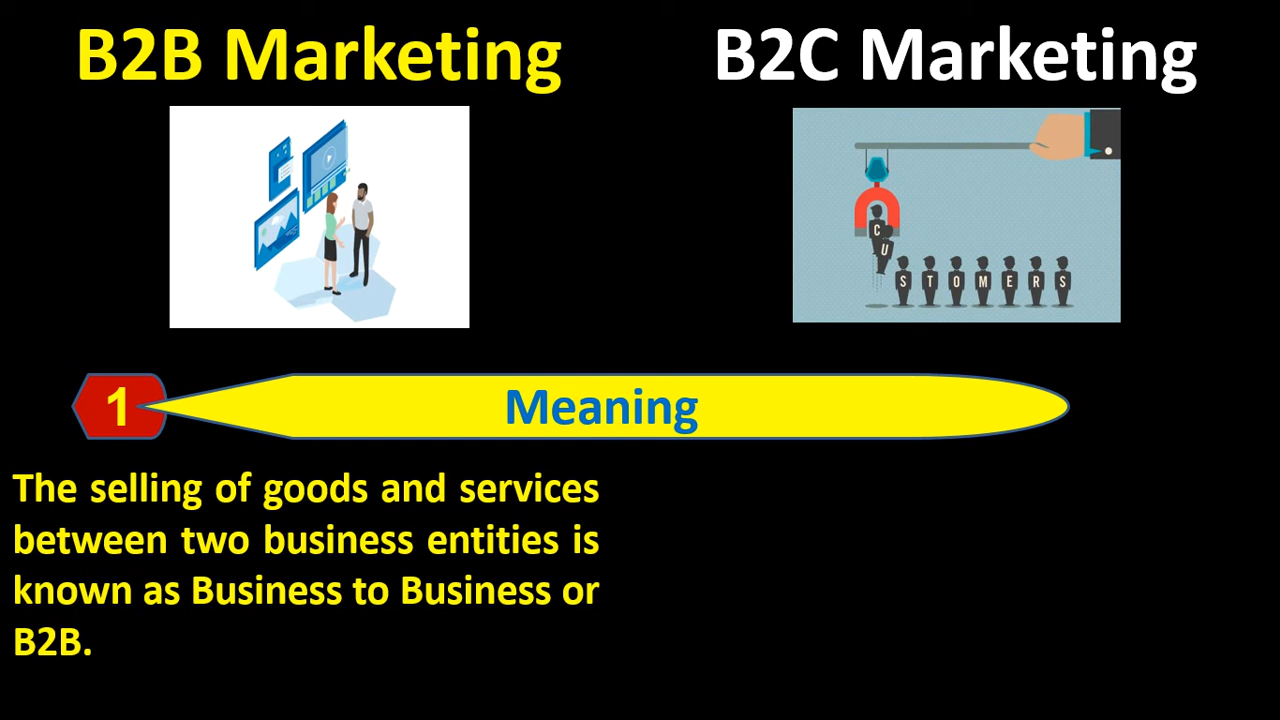 B2B Marketing
B2C Marketing
C
U
S T O M E R S
1
Meaning
The selling of goods and services
between two business entities is
known as Business to Business or
B2B.